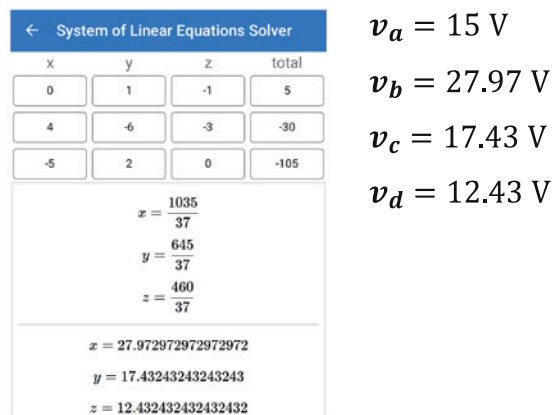 ← System of Linear Equations Solver
x y z total
0 1 -1 5
4 -6 -3 -30
-5 2 0 -105
x = 1035/37
y = 645/37
z = 460/37
x = 27.972972972972972
y = 17.43243243243243
z = 12.432432432432432
v_a = 15 V
v_b = 27.97 V
v_c = 17.43 V
v_d = 12.43 V